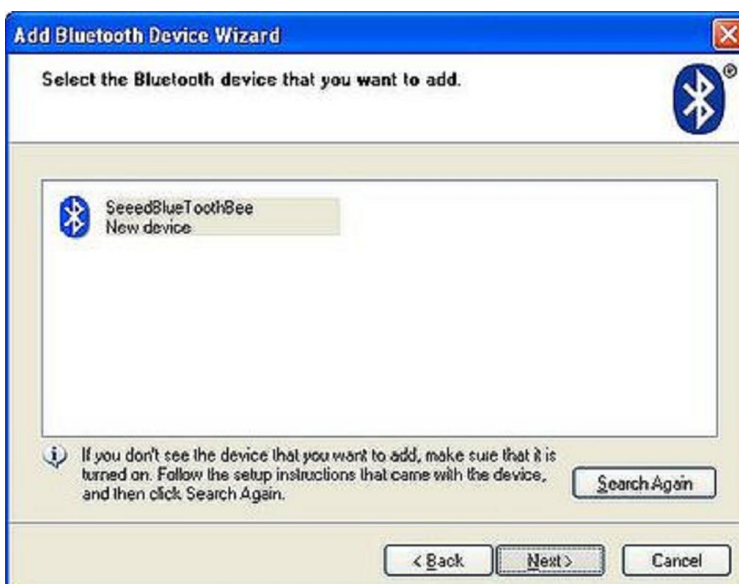 Add Bluetooth Device Wizard
Select the Bluetooth device that you want to add.
®
SeeedBlueToothBee
New device
If you don't see the device that you want to add, make sure that it is
turned on. Follow the setup instructions that came with the device,
and then click Search Again.
Search Again
< Back
Next >
Cancel